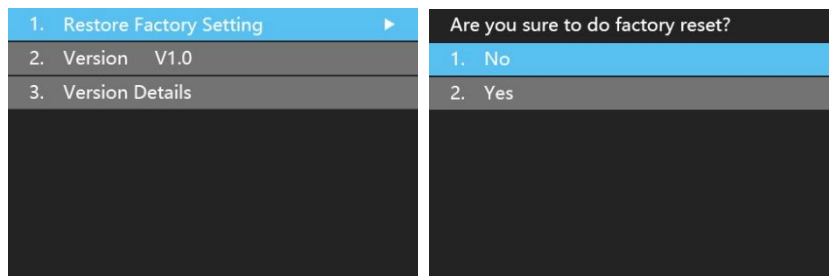 1. Restore Factory Setting
2. Version V1.0
3. Version Details
Are you sure to do factory reset?
1. No
2. Yes